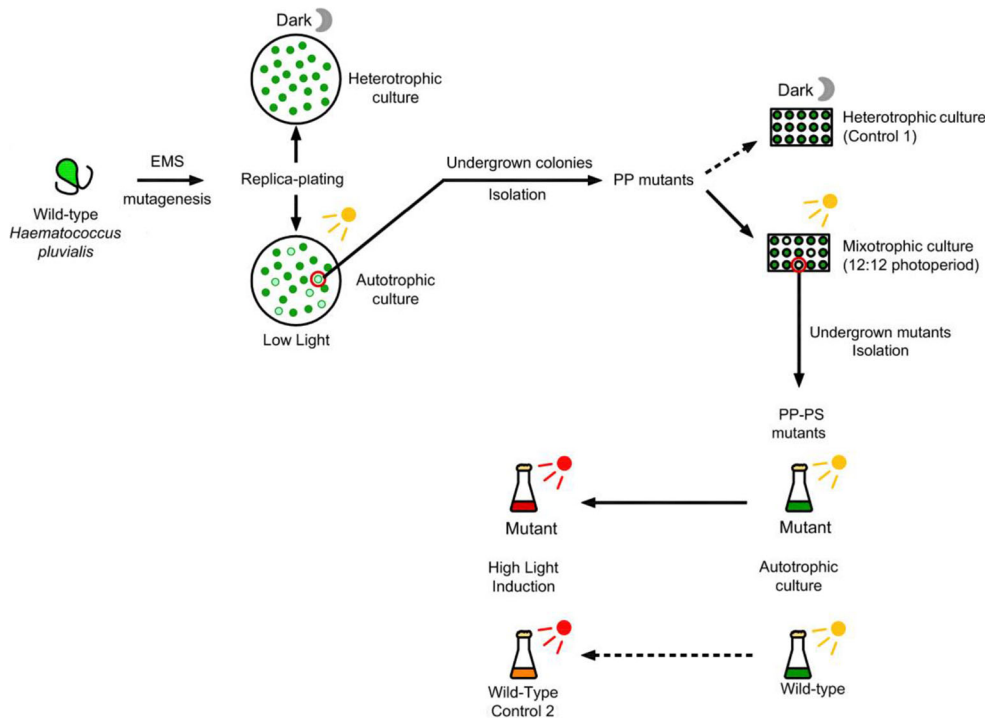 Dark
Heterotrophic
culture
EMS
mutagenesis
Wild-type
Haematococcus
pluvialis
Replica-plating
Autotrophic
culture
Low Light
Undergrown colonies
Isolation
PP mutants
Dark
Heterotrophic culture
(Control 1)
Mixotrophic culture
(12:12 photoperiod)
Undergrown mutants
Isolation
PP-PS
mutants
Mutant
Mutant
High Light
Induction
Autotrophic
culture
Wild-Type
Control 2
Wild-type